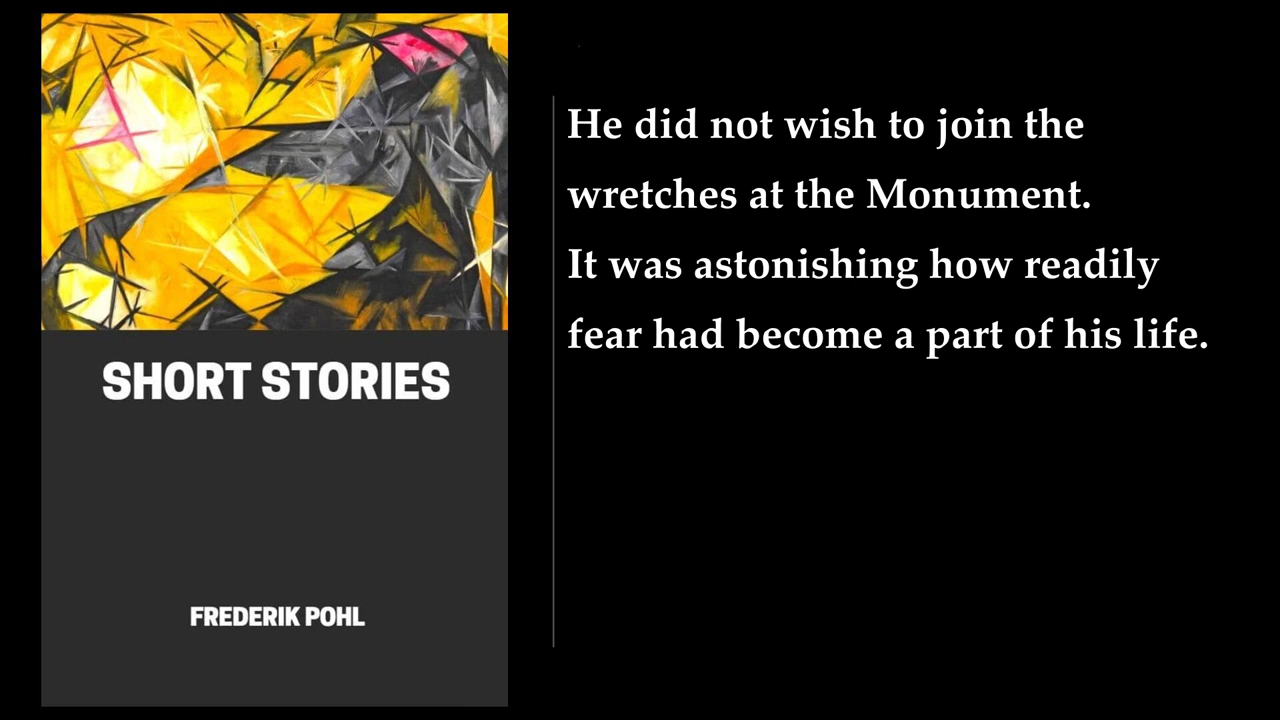 SHORT STORIES
FREDERIK POHL
He did not wish to join the
wretches at the Monument.
It was astonishing how readily
fear had become a part of his life.